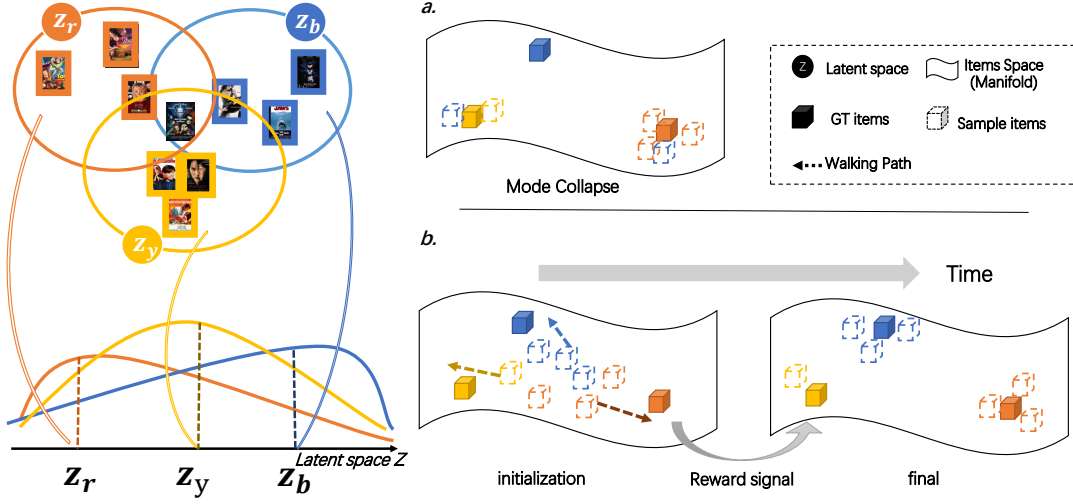 z_r
z_b
z_y
Latent space Z
z_r
z_y
z_b
a.
Mode Collapse
Z
Latent space
Items Space
(Manifold)
GT items
Sample items
Walking Path
b.
Time
initialization
Reward signal
final
JAWS